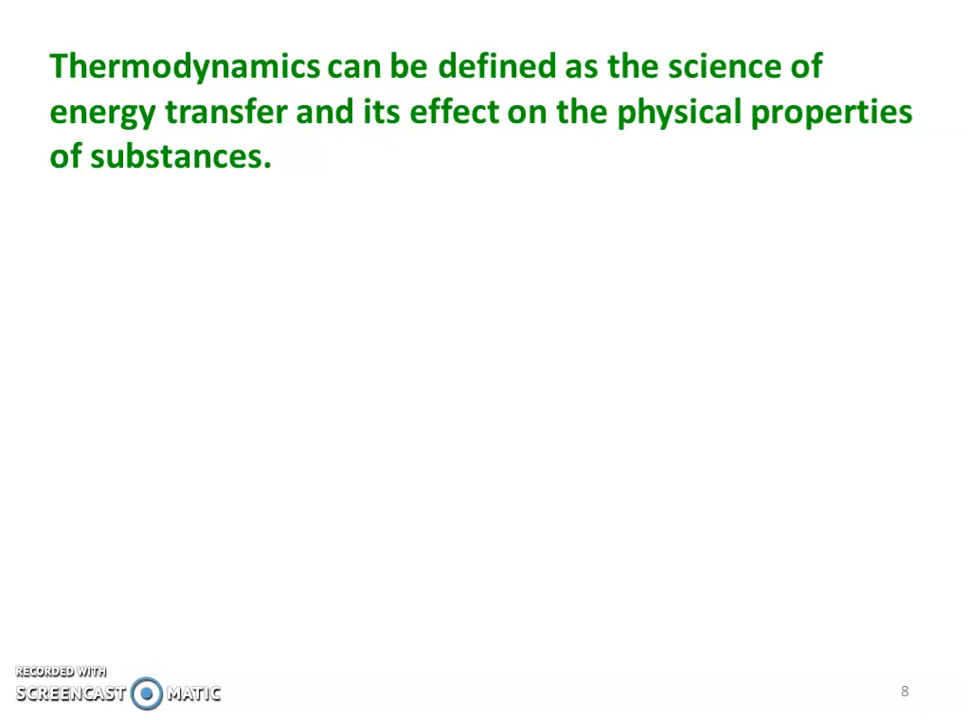 Thermodynamics can be defined as the science of
energy transfer and its effect on the physical properties
of substances.
RECORDED WITH
SCREENCAST MATIC
8